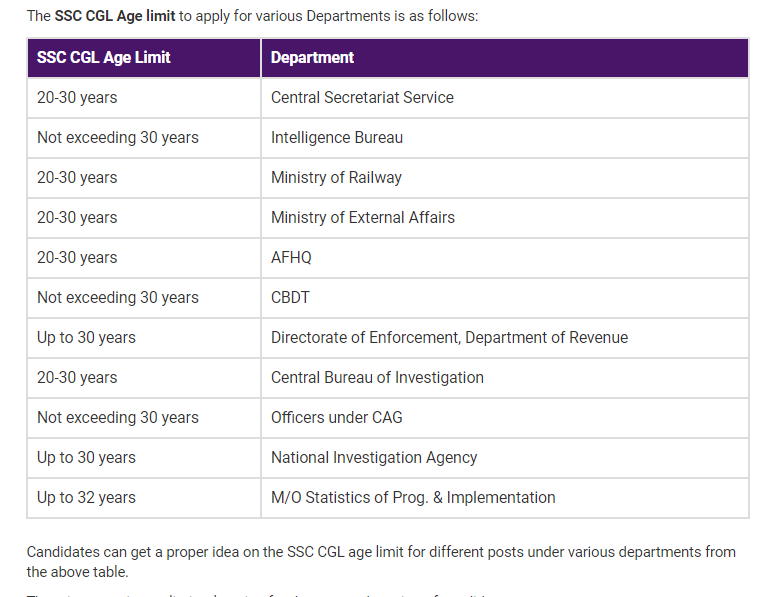 The SSC CGL Age limit to apply for various Departments is as follows:
SSC CGL Age Limit Department
20-30 years Central Secretariat Service
Not exceeding 30 years Intelligence Bureau
20-30 years Ministry of Railway
20-30 years Ministry of External Affairs
20-30 years AFHQ
Not exceeding 30 years CBDT
Up to 30 years Directorate of Enforcement, Department of Revenue
20-30 years Central Bureau of Investigation
Not exceeding 30 years Officers under CAG
Up to 30 years National Investigation Agency
Up to 32 years M/O Statistics of Prog. & Implementation
Candidates can get a proper idea on the SSC CGL age limit for different posts under various departments from
the above table.